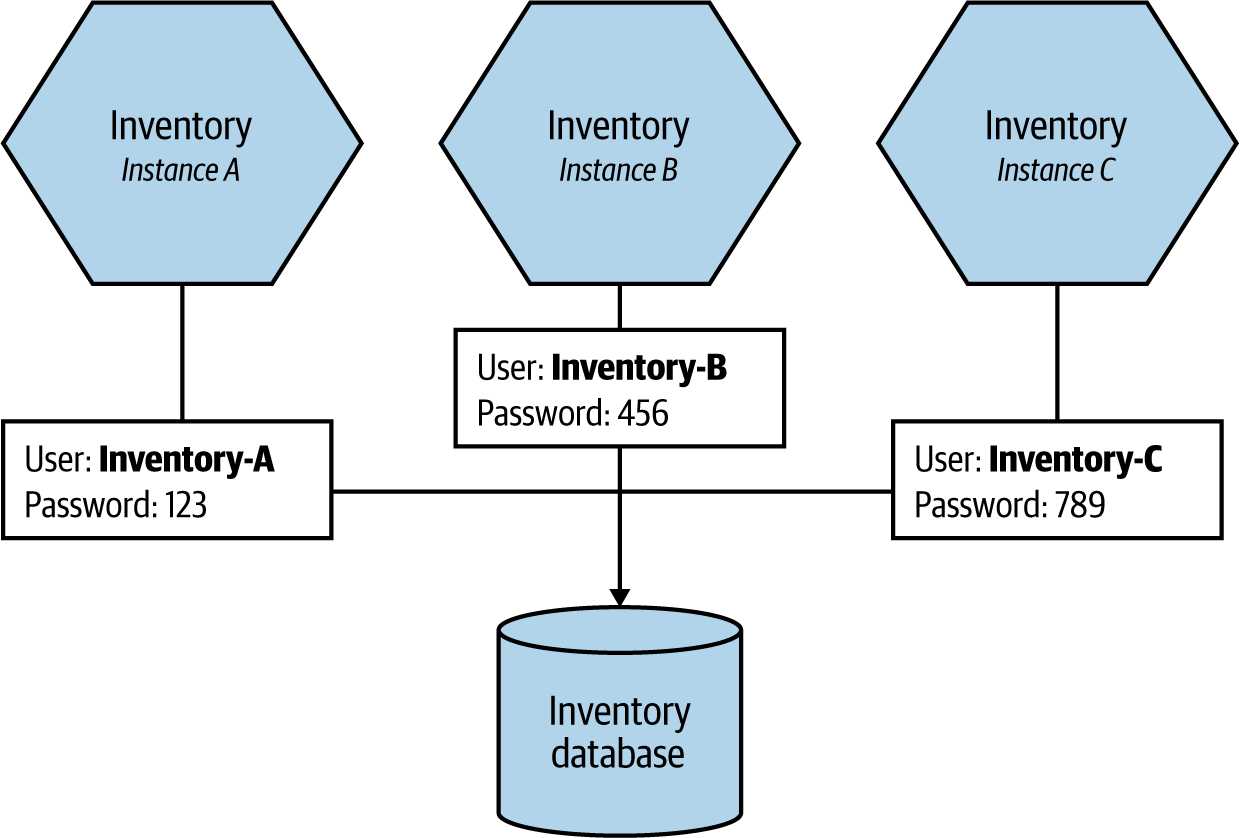 Inventory
Instance A
Inventory
Instance B
Inventory
Instance C
User: Inventory-B
Password: 456
User: Inventory-A
Password: 123
User: Inventory-C
Password: 789
Inventory
database